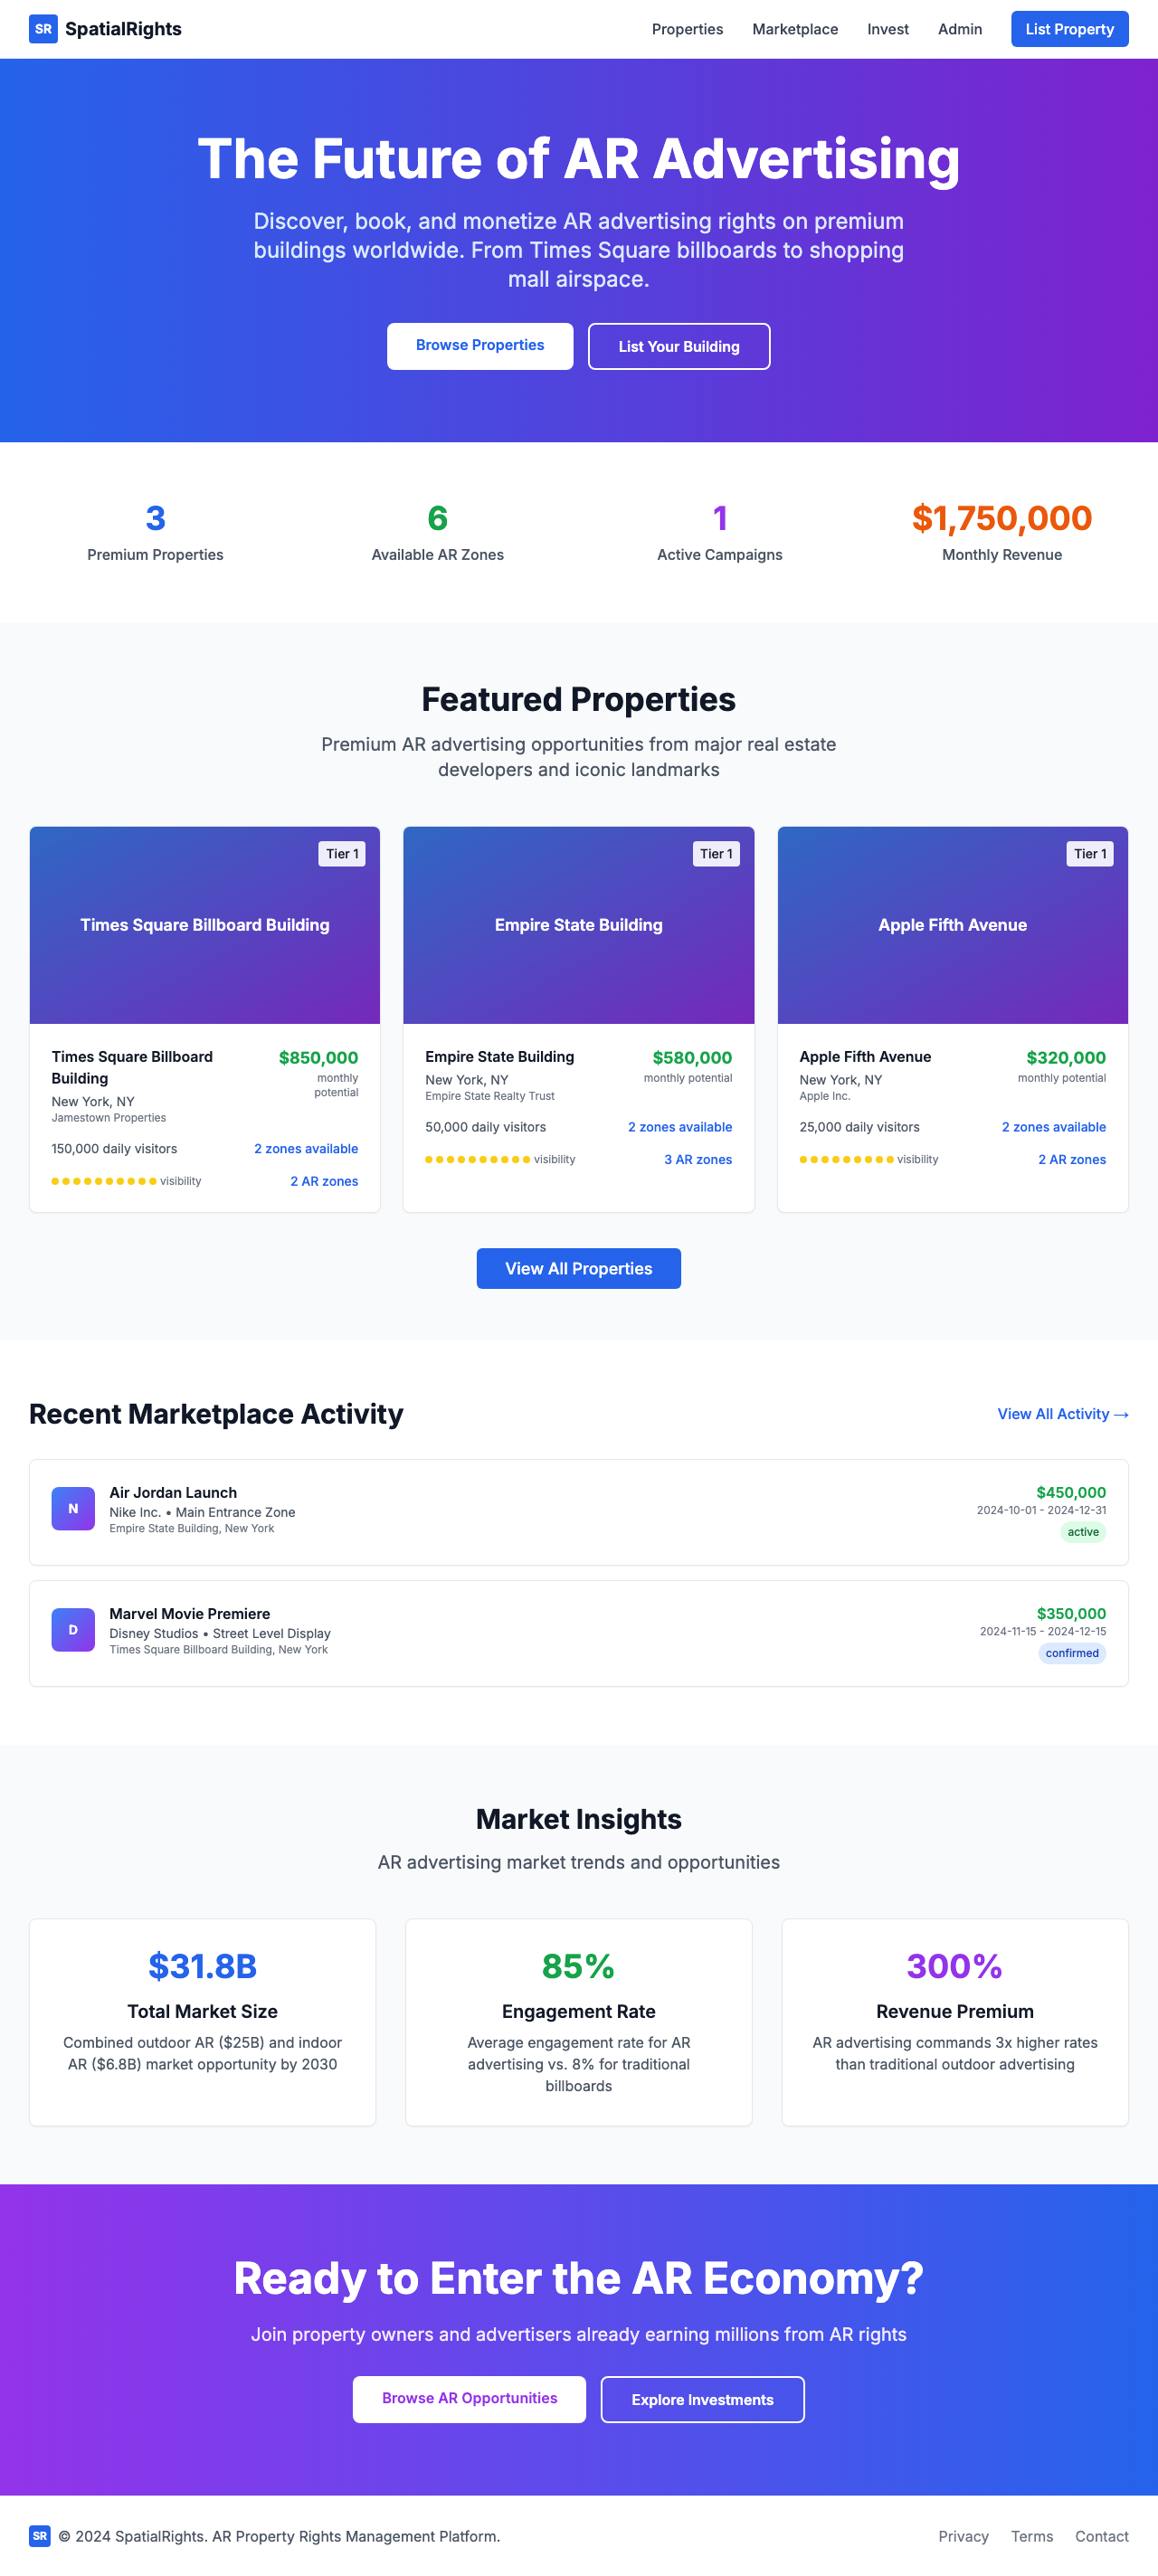 SR SpatialRights
Properties Marketplace Invest Admin List Property
The Future of AR Advertising
Discover, book, and monetize AR advertising rights on premium
buildings worldwide. From Times Square billboards to shopping
mall airspace.
Browse Properties List Your Building
3 6 1 $1,750,000
Premium Properties Available AR Zones Active Campaigns Monthly Revenue
Featured Properties
Premium AR advertising opportunities from major real estate
developers and iconic landmarks
Tier 1
Times Square Billboard Building
Times Square Billboard
Building
$850,000
monthly
potential
New York, NY
Jamestown Properties
150,000 daily visitors 2 zones available
visibility 2 AR zones
Tier 1
Empire State Building
Empire State Building $580,000
New York, NY monthly potential
Empire State Realty Trust
50,000 daily visitors 2 zones available
visibility 3 AR zones
Tier 1
Apple Fifth Avenue
Apple Fifth Avenue $320,000
New York, NY monthly potential
Apple Inc.
25,000 daily visitors 2 zones available
visibility 2 AR zones
View All Properties
Recent Marketplace Activity View All Activity →
N
Air Jordan Launch $450,000
Nike Inc. • Main Entrance Zone 2024-10-01 - 2024-12-31
Empire State Building, New York active
D
Marvel Movie Premiere $350,000
Disney Studios • Street Level Display 2024-11-15 - 2024-12-15
Times Square Billboard Building, New York confirmed
Market Insights
AR advertising market trends and opportunities
$31.8B
Total Market Size
Combined outdoor AR ($25B) and indoor
AR ($6.8B) market opportunity by 2030
85%
Engagement Rate
Average engagement rate for AR
advertising vs. 8% for traditional
billboards
300%
Revenue Premium
AR advertising commands 3x higher rates
than traditional outdoor advertising
Ready to Enter the AR Economy?
Join property owners and advertisers already earning millions from AR rights
Browse AR Opportunities Explore Investments
SR © 2024 SpatialRights. AR Property Rights Management Platform.
Privacy Terms Contact